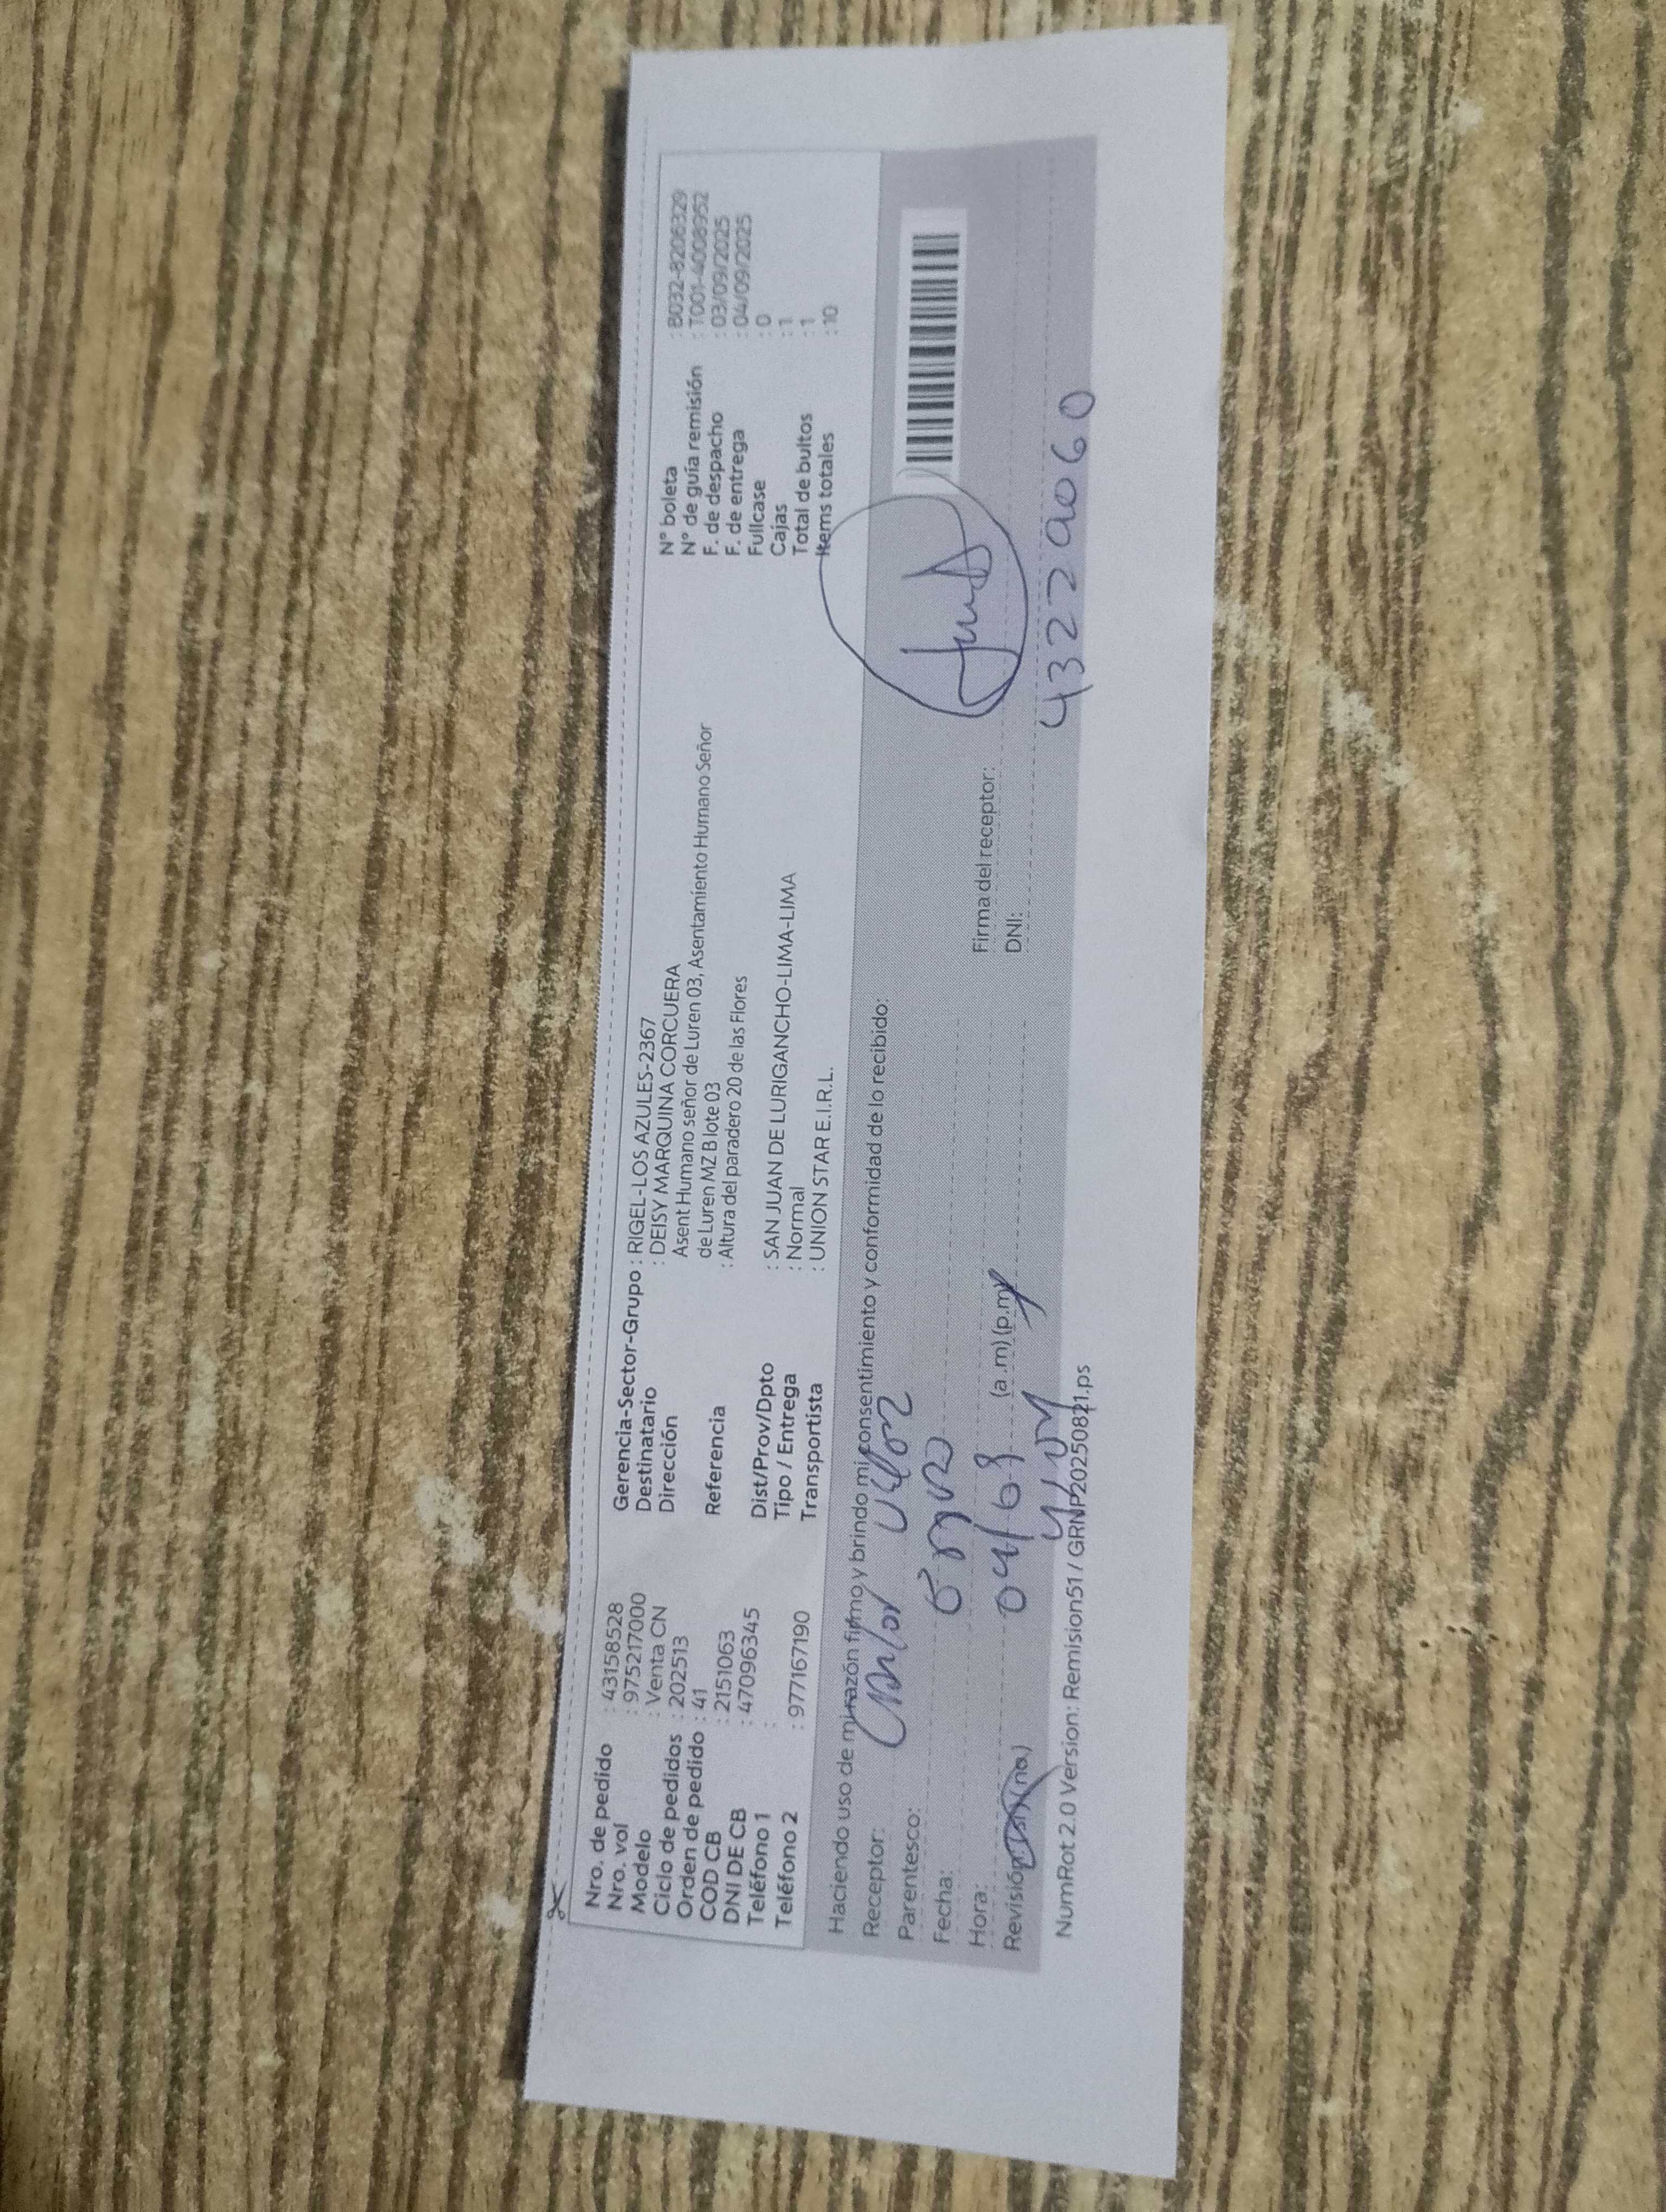 Nro. de pedido : 43158528
Nro. vol : 975217000
Modelo : Venta CN
Ciclo de pedidos : 202513
Orden de pedido : 41
COD CB : 2151063
DNI DE CB : 47096345
Teléfono 1 :
Teléfono 2 : 977167190
Gerencia-Sector-Grupo : RIGEL-LOS AZULES-2367
Destinatario : DEISY MARQUINA CORCUERA
Dirección Asent Humano señor de Luren 03, Asentamiento Humano Señor
de Luren MZ B lote 03
Referencia : Altura del paradero 20 de las Flores
Dist/Prov/Dpto : SAN JUAN DE LURIGANCHO-LIMA-LIMA
Tipo / Entrega : Normal
Transportista : UNION STAR E.I.R.L.
N° boleta : B032-8206329
N° de guía remisión : T001-4008952
F. de despacho : 03/09/2025
F. de entrega : 04/09/2025
Fullcase : 0
Cajas : 1
Total de bultos : 1
Items totales : 10
Haciendo uso de mi razón firmo y brindo mi consentimiento y conformidad de lo recibido:
Receptor:
Parentesco:
Fecha:
Hora: (a.m) (p.m)
Revisión (si) (no)
Firma del receptor:
DNI: 43229060
NumRot 2.0 Version: Remision51 / GRNP20250821.ps